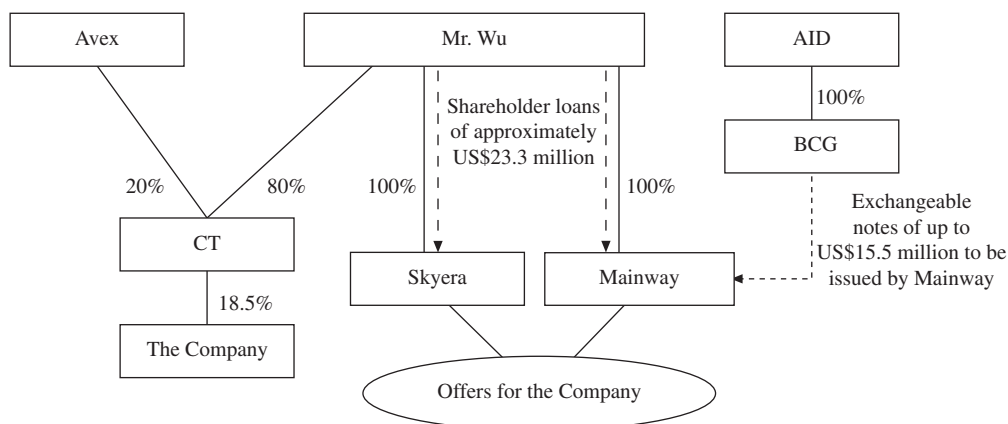 Avex
Mr. Wu
AID
Shareholder loans
of approximately
US$23.3 million
100%
BCG
20%
80%
100%
100%
Exchangeable
notes of up to
US$15.5 million to be
issued by Mainway
CT
Skyera
Mainway
18.5%
The Company
Offers for the Company